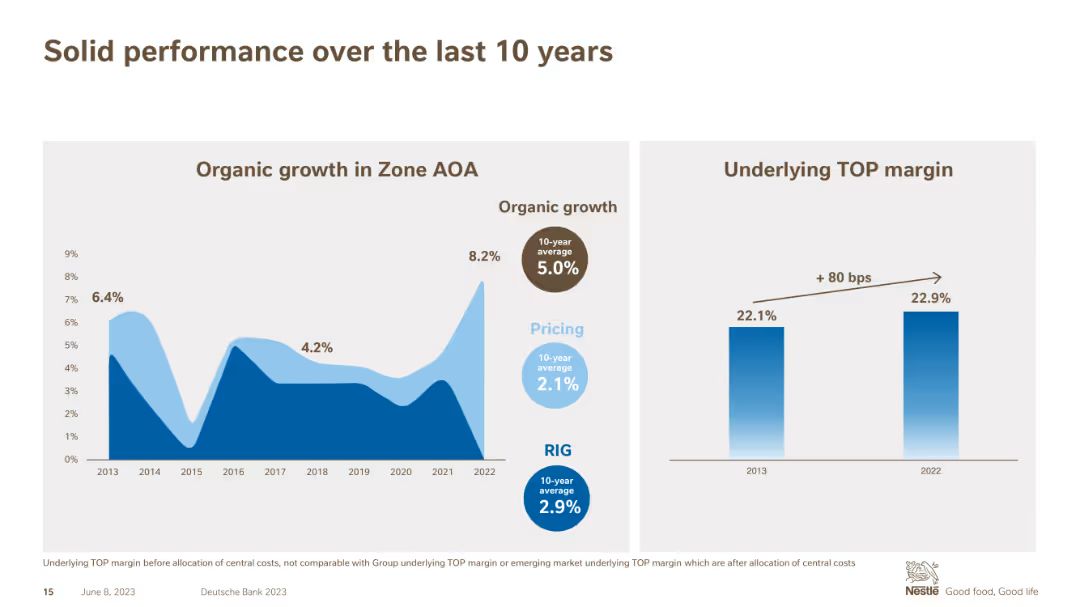 Solid performance over the last 10 years
Organic growth in Zone AOA
Organic growth
10-year
average
5.0%
9%
8%
7%
6%
5%
4%
3%
2%
1%
0%
6.4%
4.2%
8.2%
Pricing
10-year
average
2.1%
RIG
10-year
average
2.9%
2013
2014
2015
2016
2017
2018
2019
2020
2021
2022
Underlying TOP margin
+ 80 bps
22.1%
22.9%
2013
2022
Underlying TOP margin before allocation of central costs, not comparable with Group underlying TOP margin or emerging market underlying TOP margin which are after allocation of central costs
15 June 8, 2023 Deutsche Bank 2023
Nestlé Good food, Good life